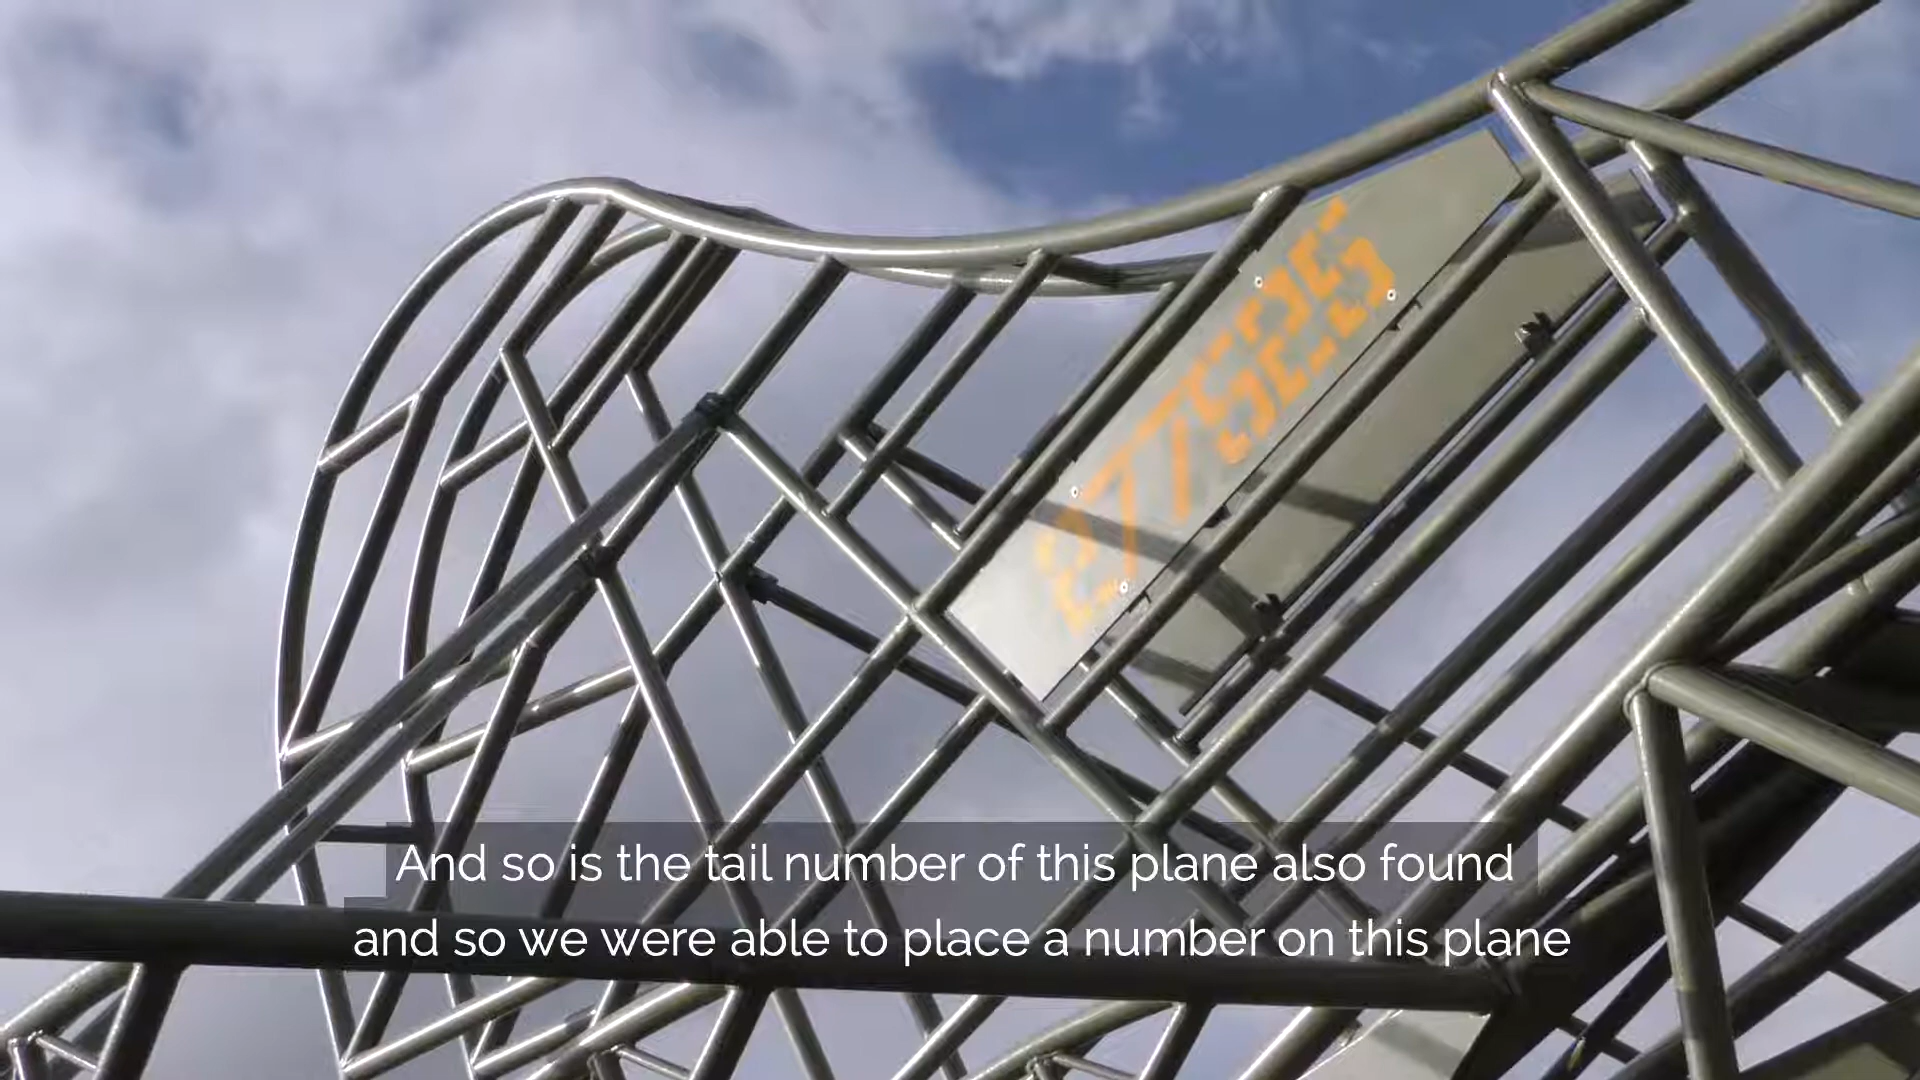 And so is the tail number of this plane also found
and so we were able to place a number on this plane